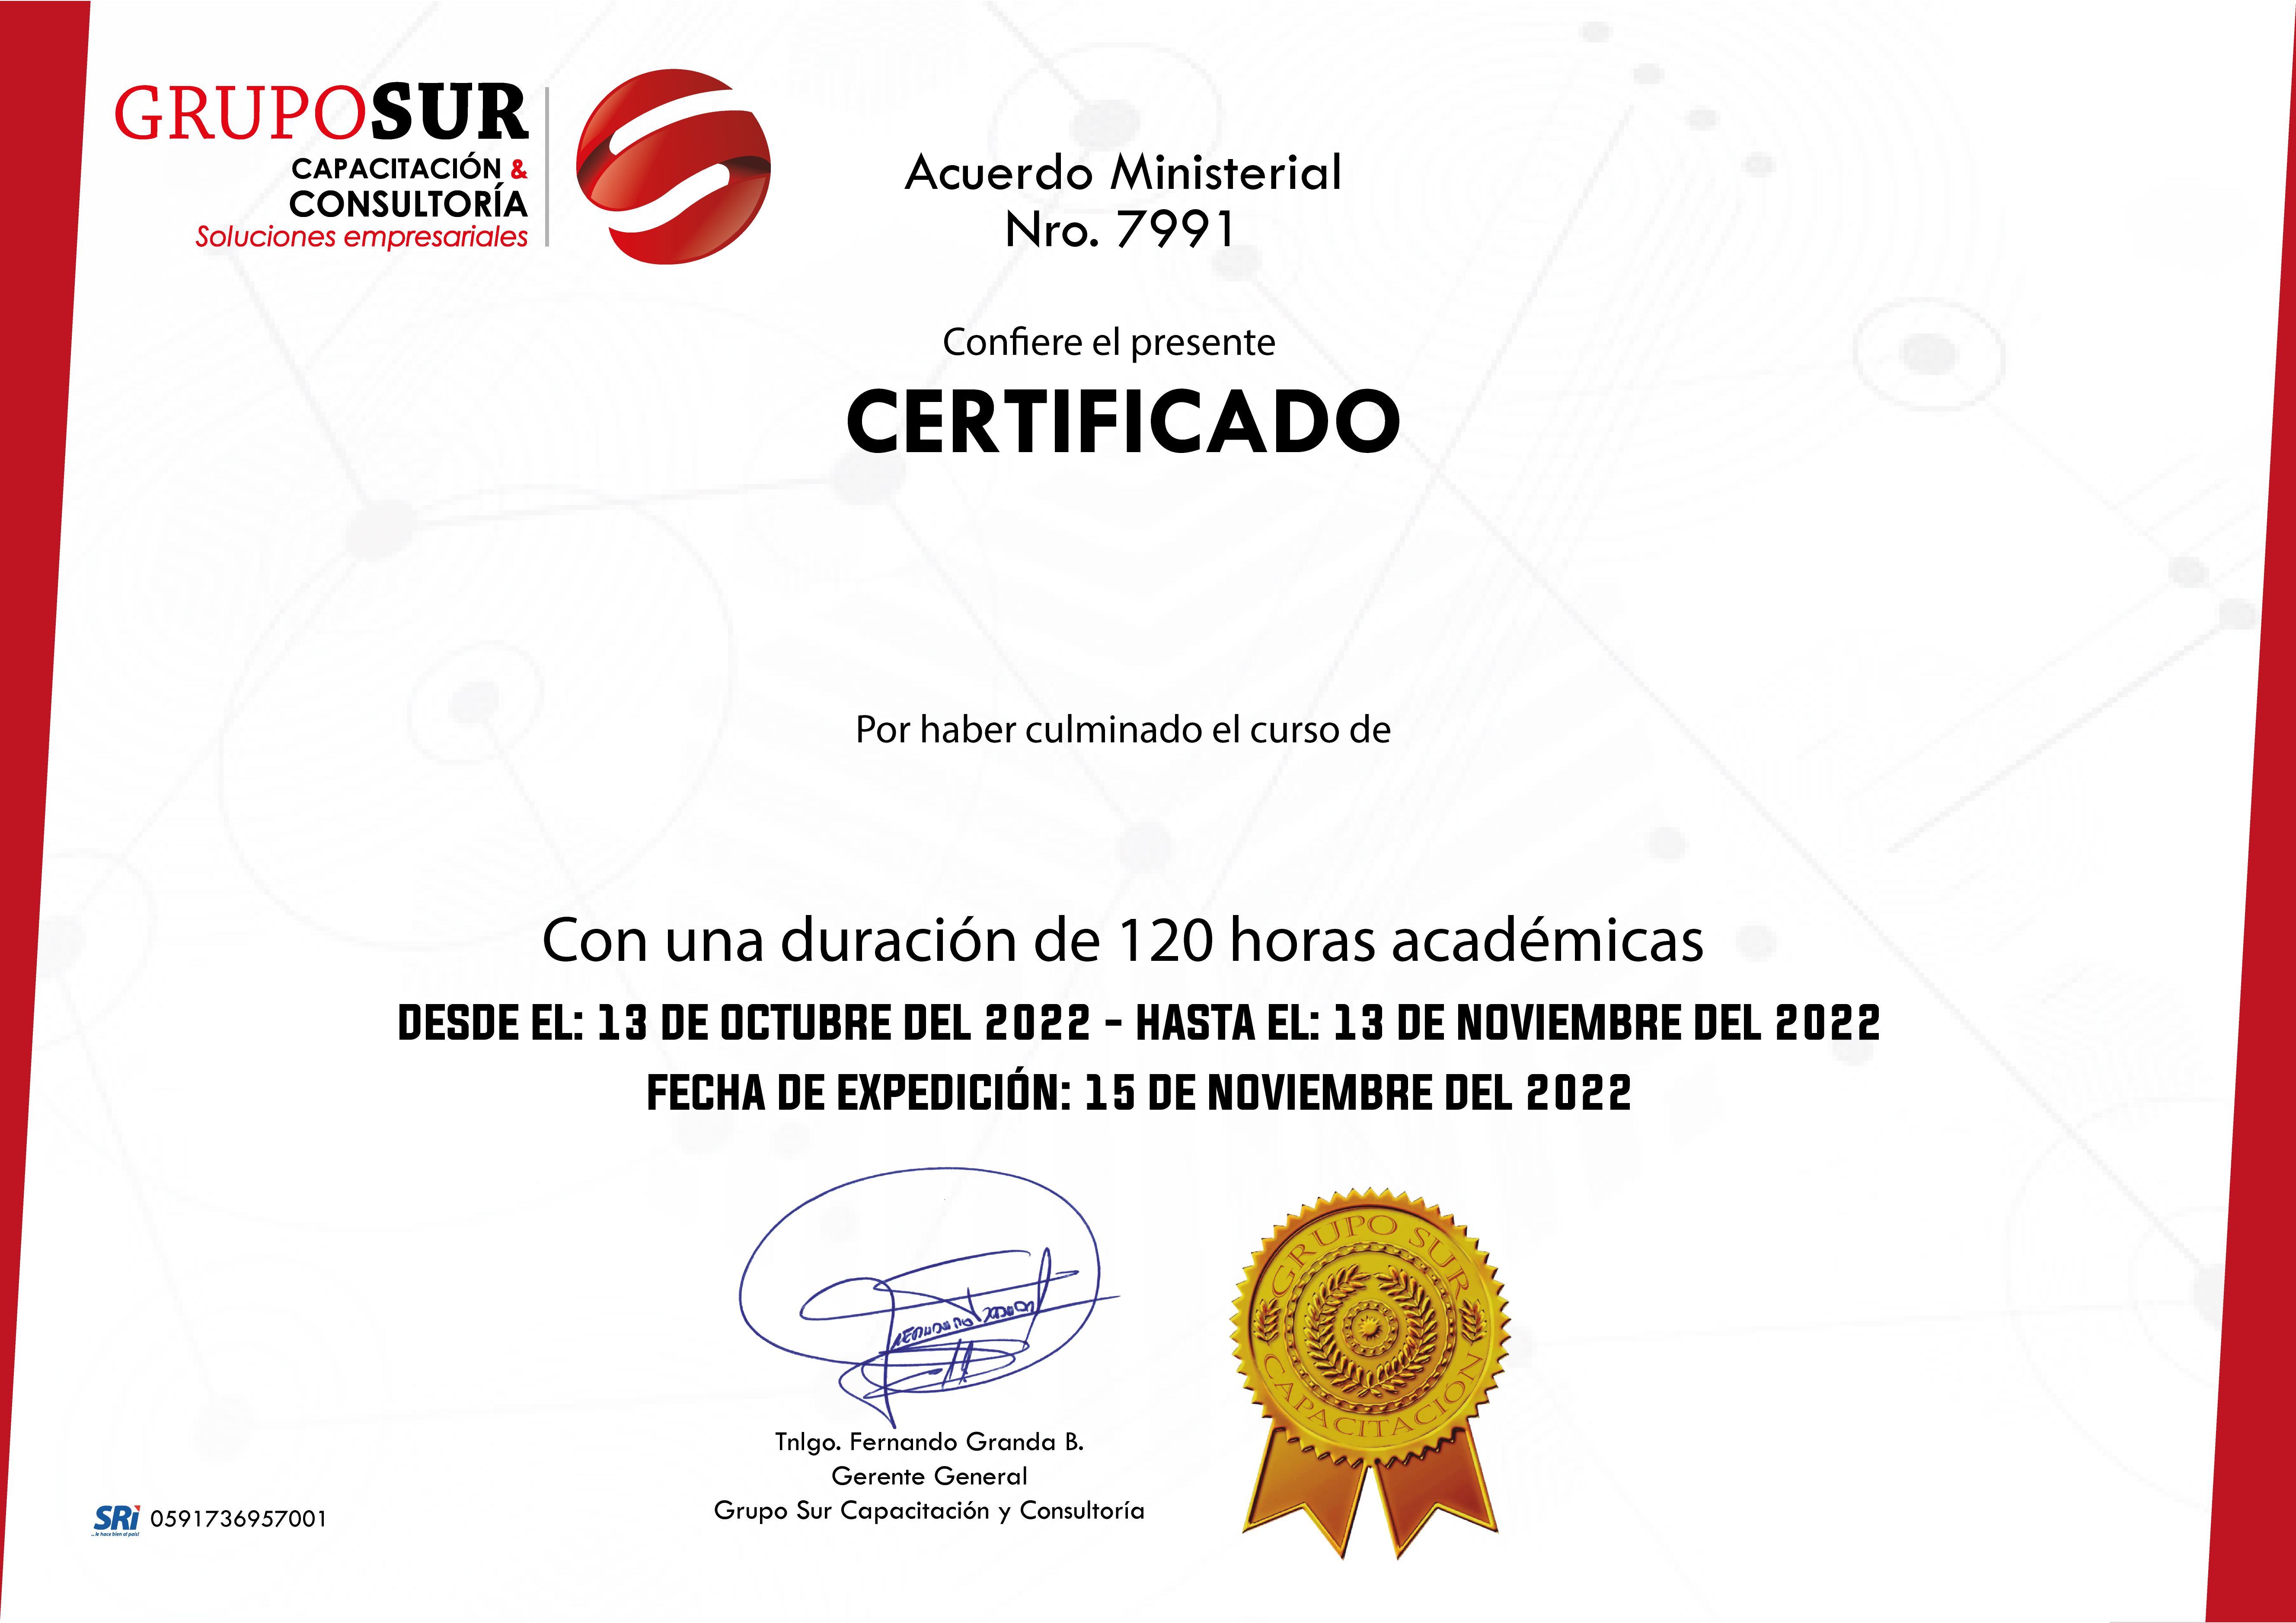 GRUPOSUR
CAPACITACIÓN &
CONSULTORÍA
Soluciones empresariales
Acuerdo Ministerial
Nro. 7991
Confiere el presente
CERTIFICADO
Por haber culminado el curso de
Con una duración de 120 horas académicas
DESDE EL: 13 DE OCTUBRE DEL 2022 - HASTA EL: 13 DE NOVIEMBRE DEL 2022
FECHA DE EXPEDICIÓN: 15 DE NOVIEMBRE DEL 2022
GRUPO SUR
CAPACITACIÓN
Tnlgo. Fernando Granda B.
Gerente General
Grupo Sur Capacitación y Consultoría
SRi 0591736957001
...le hace bien al país!